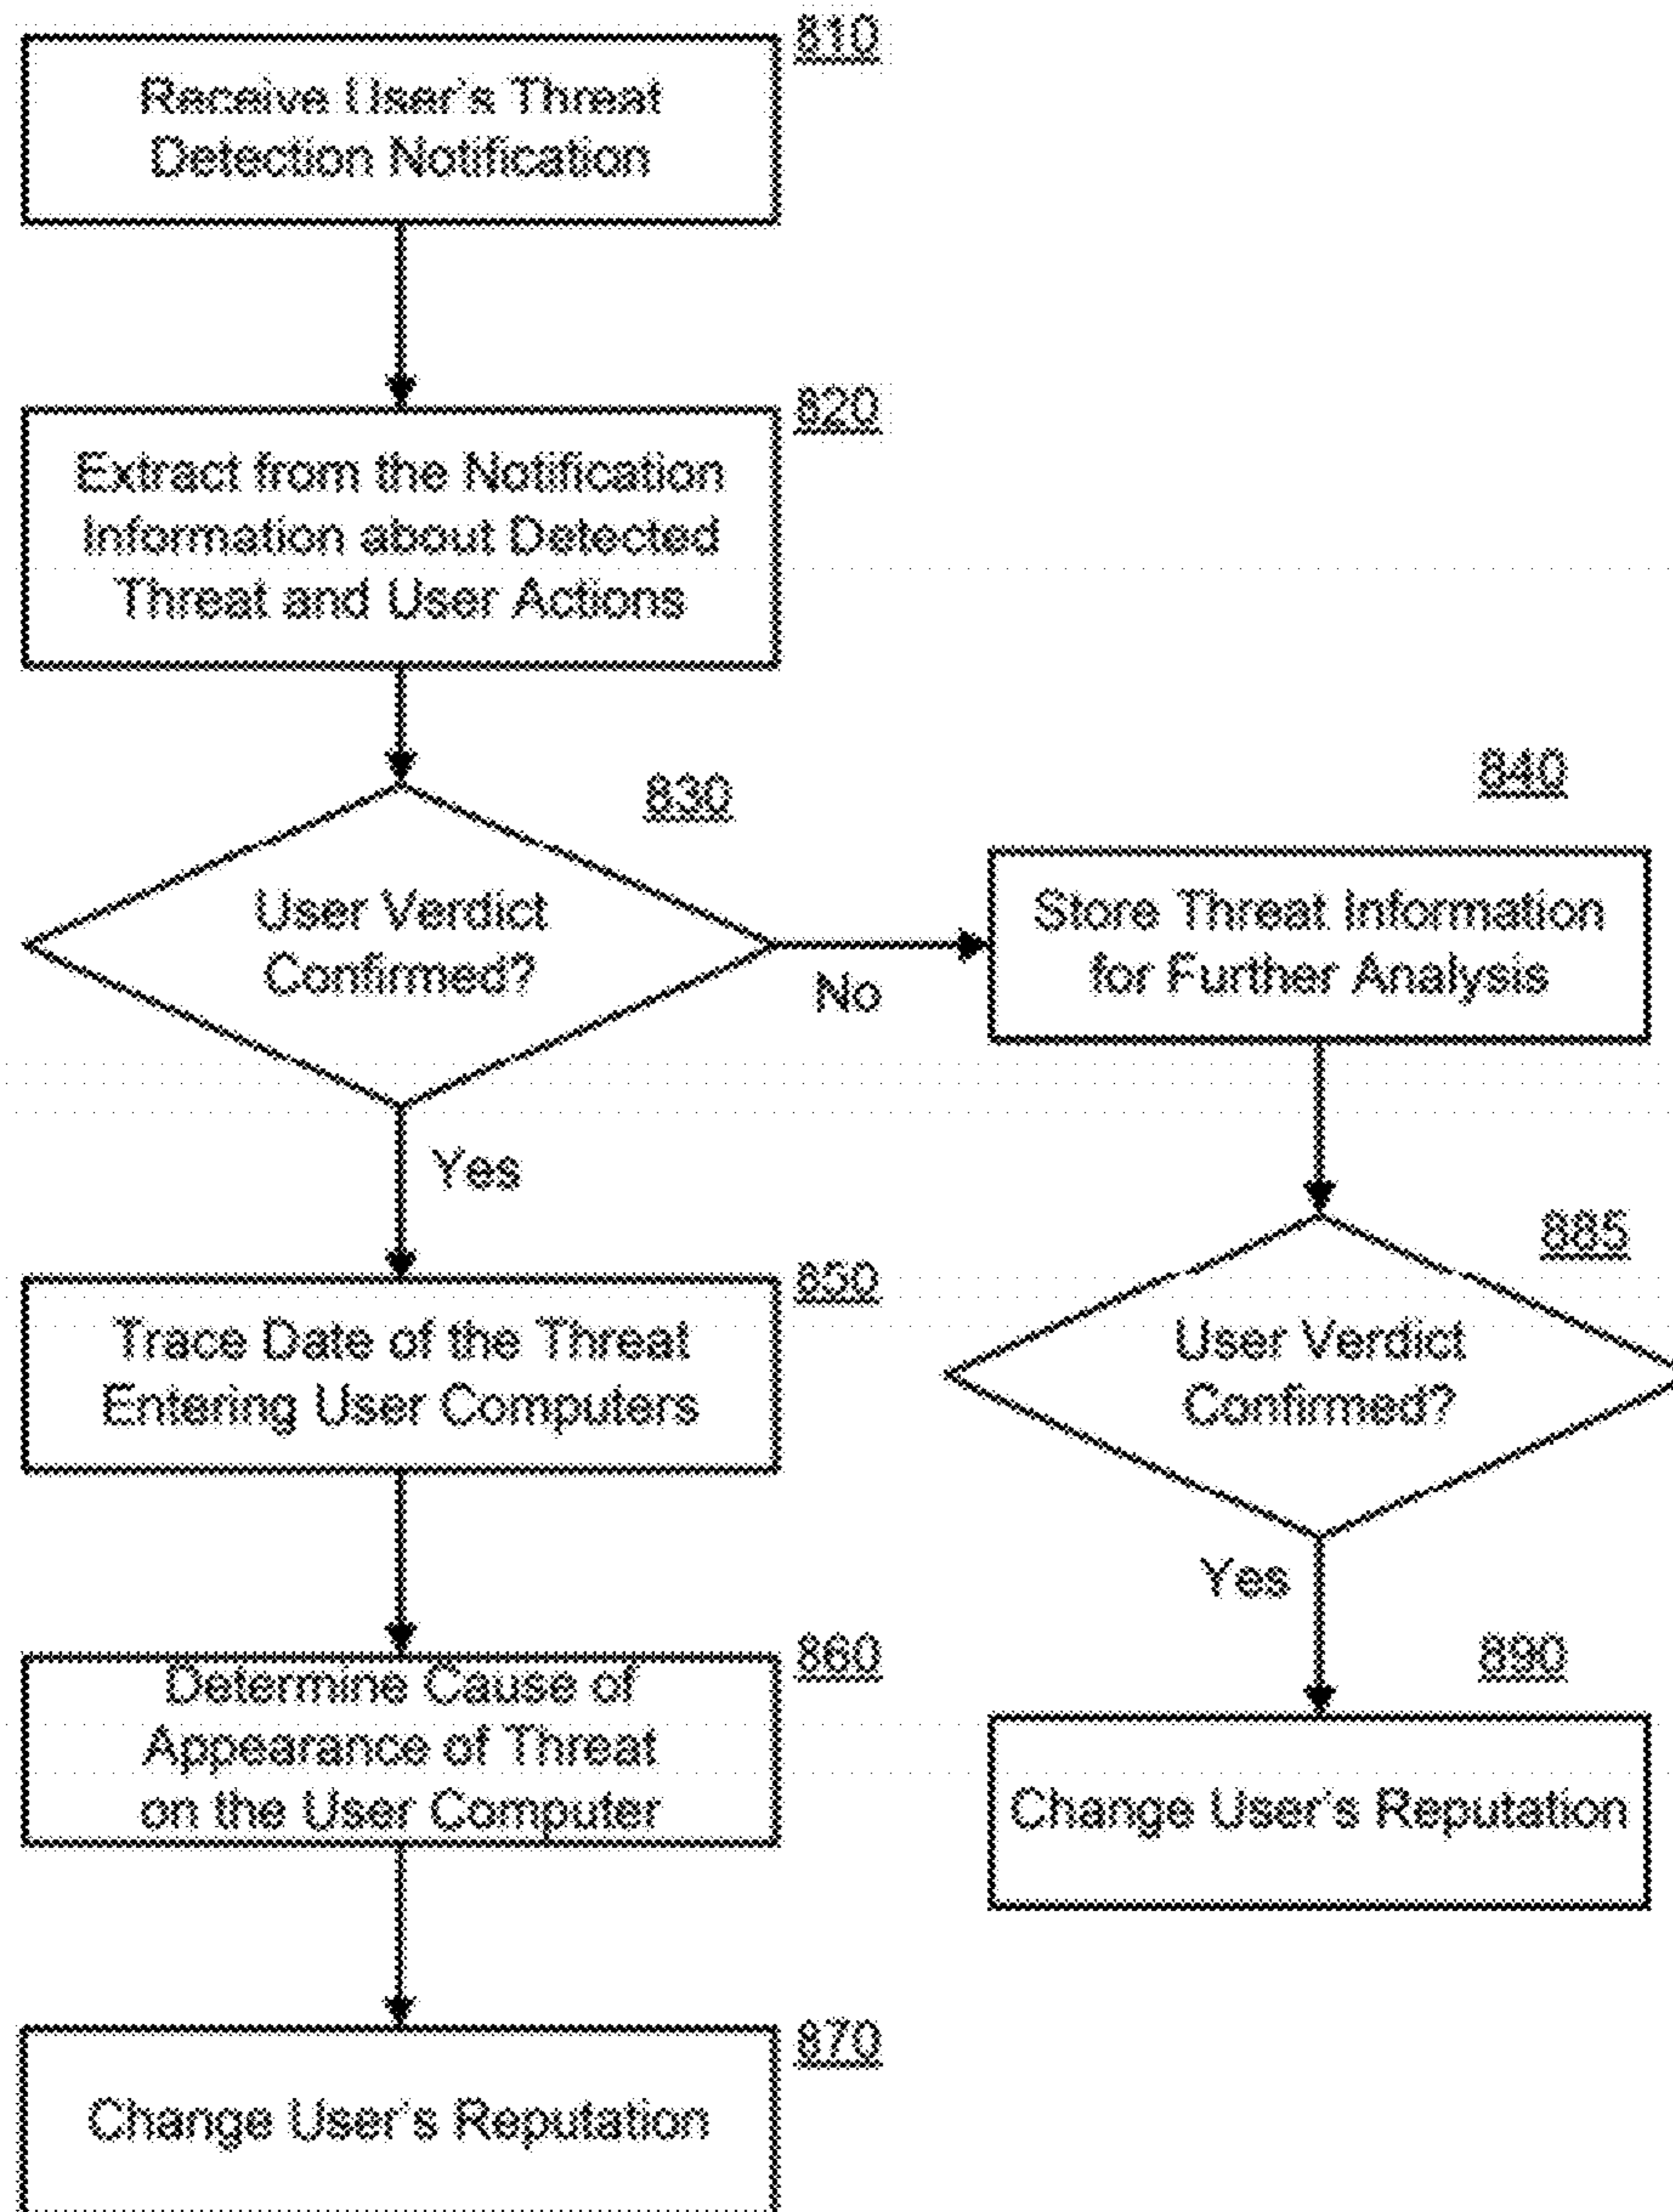 810
Receive User's Threat
Detection Notification
820
Extract from the Notification
Information about Detected
Threat and User Actions
830
User Verdict
Confirmed?
No
840
Store Threat Information
for Further Analysis
Yes
885
User Verdict
Confirmed?
Yes
850
Trace Date of the Threat
Entering User Computers
860
Determine Cause of
Appearance of Threat
on the User Computer
890
Change User's Reputation
870
Change User's Reputation